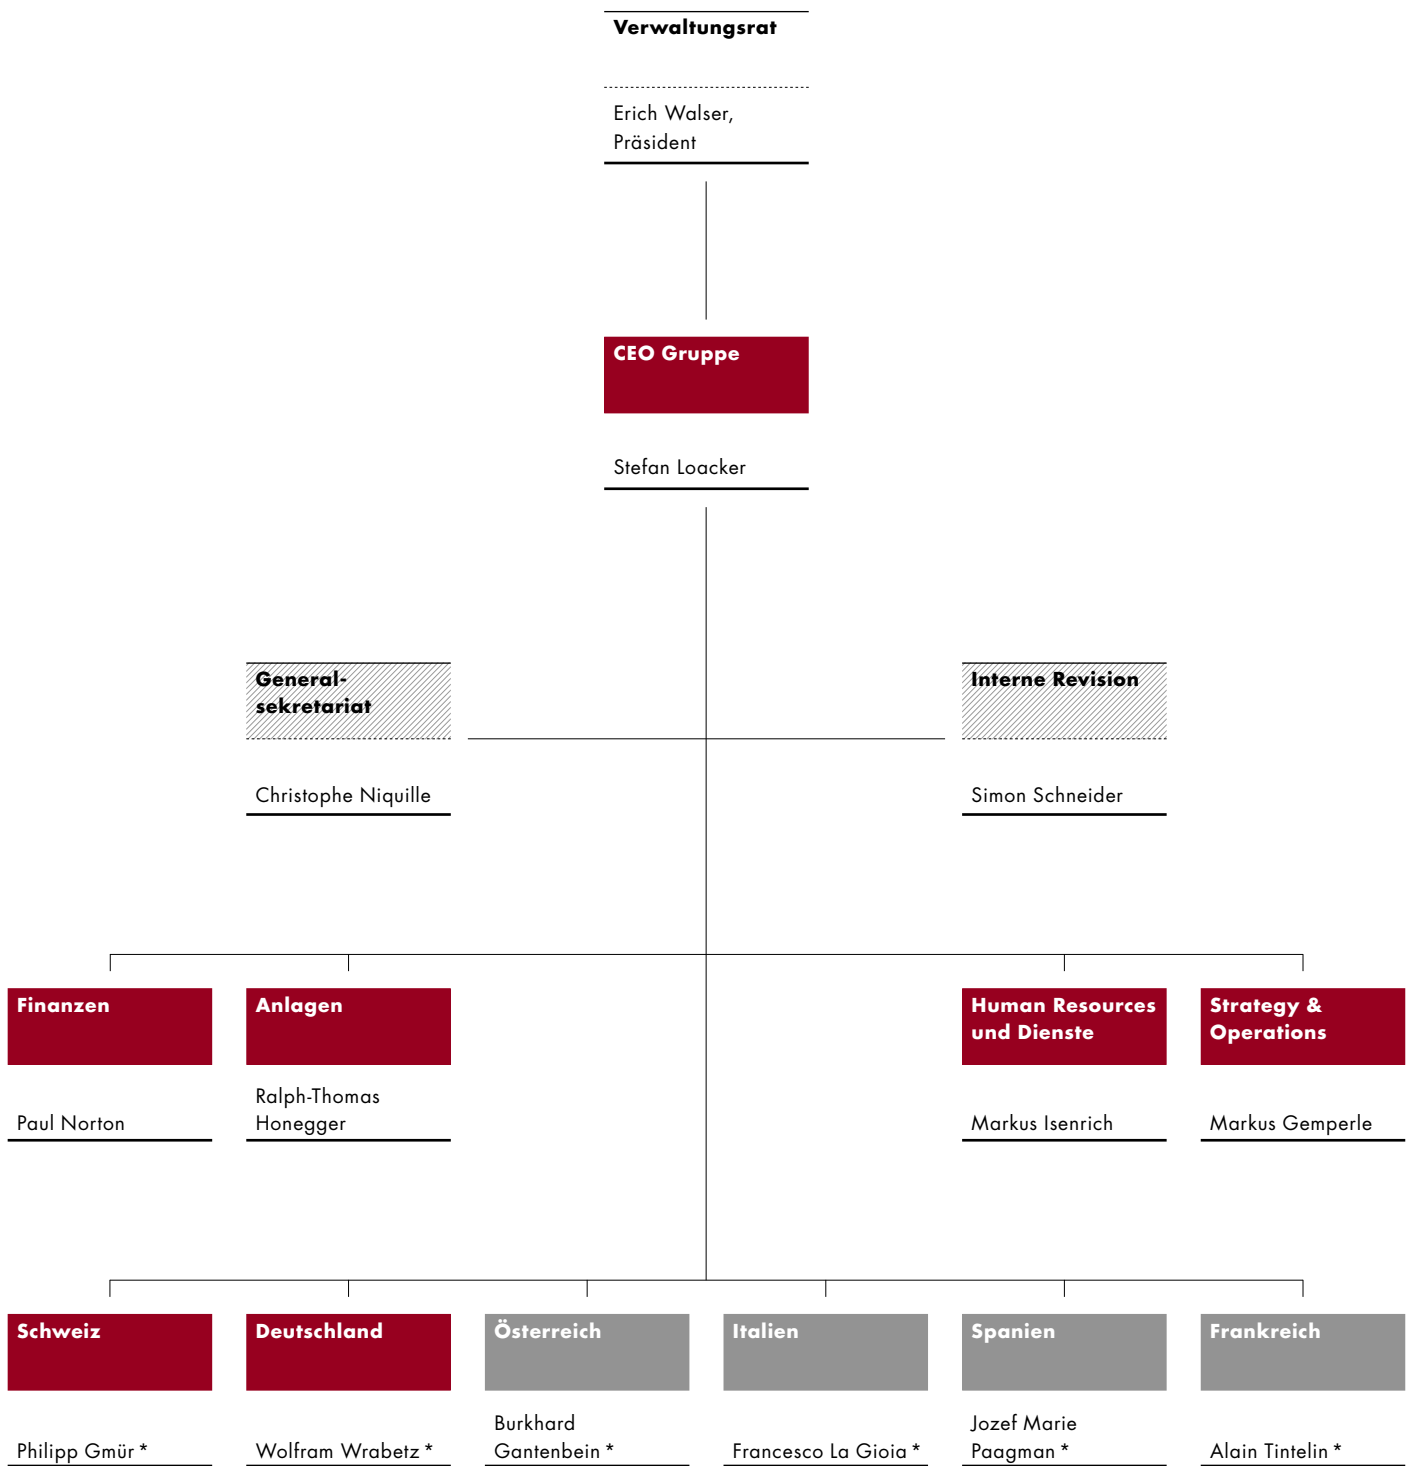 Verwaltungsrat
Erich Walser,
Präsident
CEO Gruppe
Stefan Loacker
General-
sekretariat
Christophe Niquille
Interne Revision
Simon Schneider
Finanzen
Paul Norton
Anlagen
Ralph-Thomas
Honegger
Human Resources
und Dienste
Markus Isenrich
Strategy &
Operations
Markus Gemperle
Schweiz
Philipp Gmür *
Deutschland
Wolfram Wrabetz *
Österreich
Burkhard
Gantenbein *
Italien
Francesco La Gioia *
Spanien
Jozef Marie
Paagman *
Frankreich
Alain Tintelin *